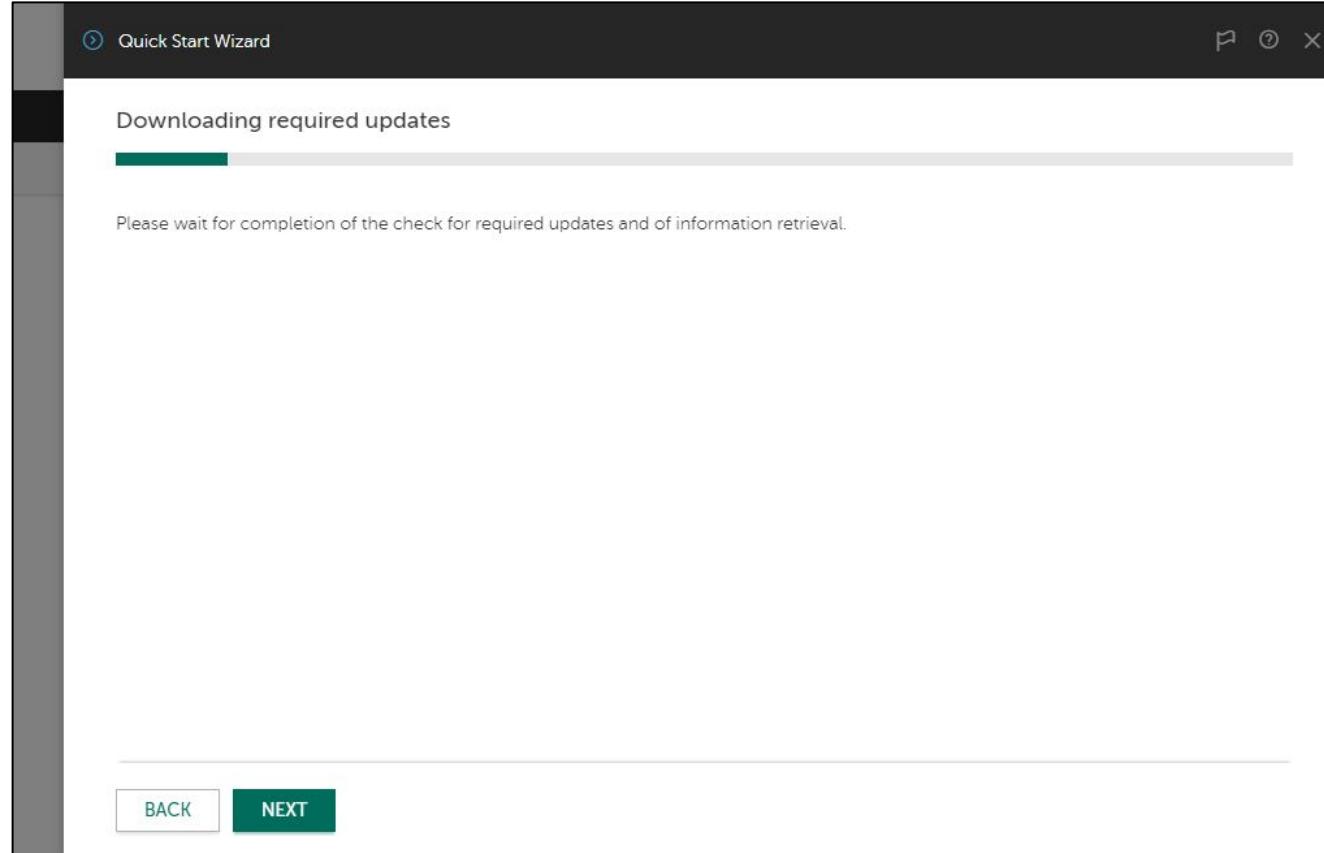 Quick Start Wizard
Downloading required updates
Please wait for completion of the check for required updates and of information retrieval.
BACK
NEXT